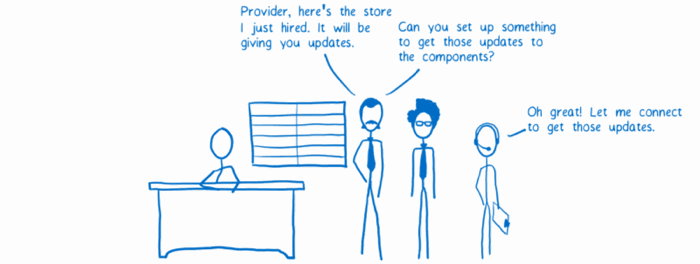 Provider, here's the store
I just hired. It will be
giving you updates.
Can you set up something
to get those updates to
the components?
Oh great! Let me connect
to get those updates.